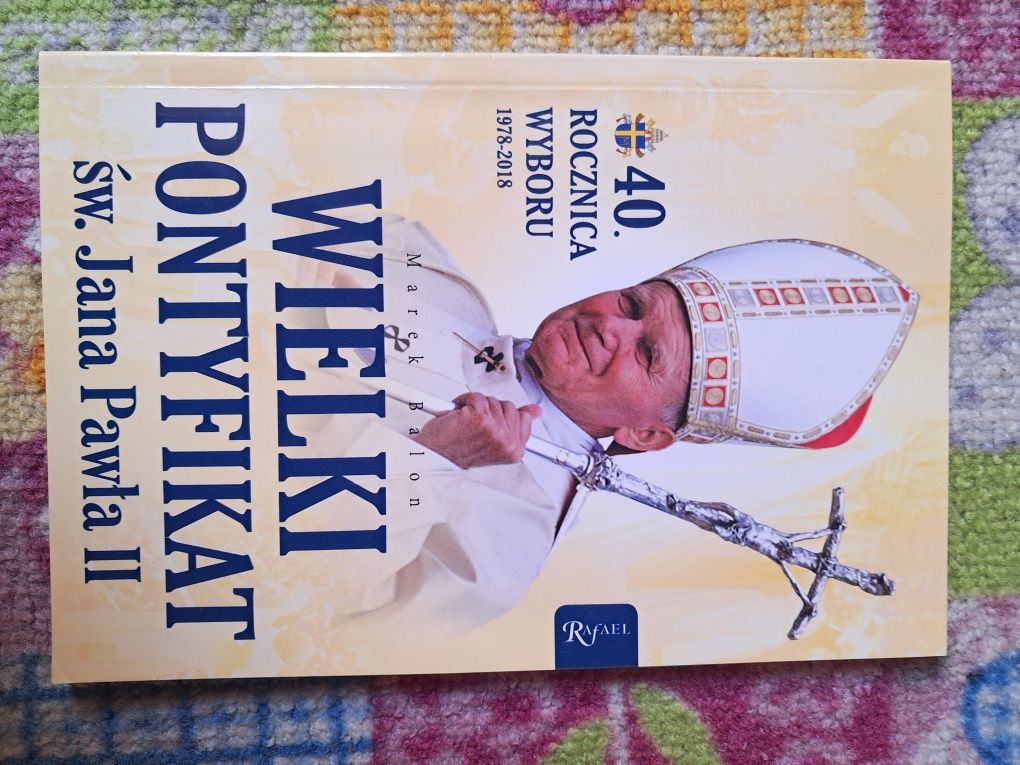 40.
ROCZNICA
WYBORU
1978-2018
Marek Balon
WIELKI
PONTYFIKAT
św. Jana Pawła II
RAFAEL